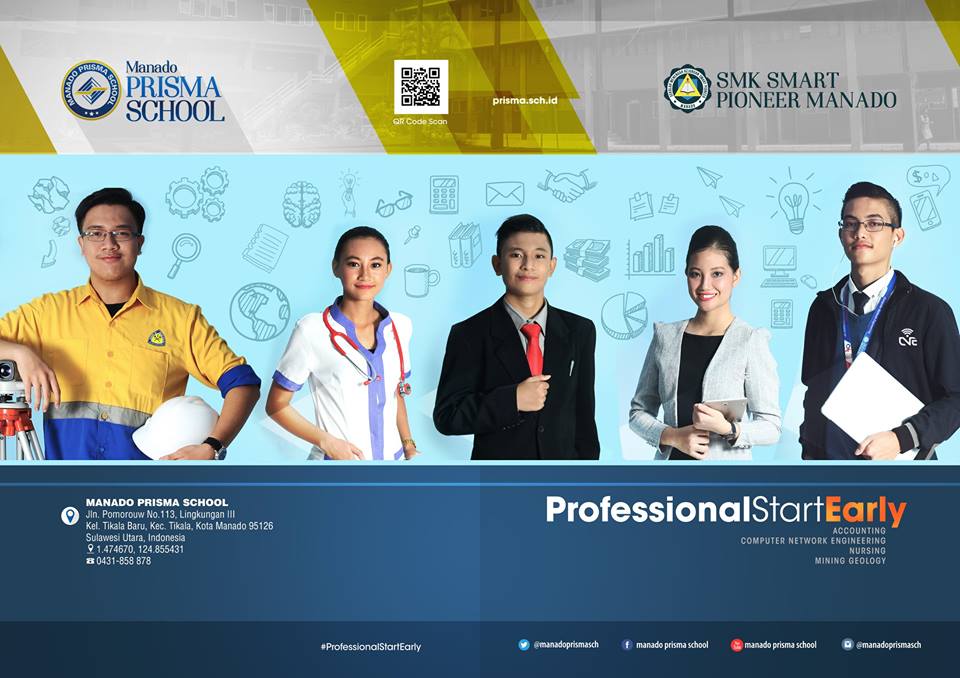 MANADO PRISMA SCHOOL
Manado
PRISMA
SCHOOL
QR Code Scan
prisma.sch.id
SMK SMART
PIONEER MANADO
MANADO PRISMA SCHOOL
Jln. Pomorouw No.113, Lingkungan III
Kel. Tikala Baru, Kec. Tikala, Kota Manado 95126
Sulawesi Utara, Indonesia
1.474670, 124.855431
0431-858 878
ProfessionalStartEarly
ACCOUNTING
COMPUTER NETWORK ENGINEERING
NURSING
MINING GEOLOGY
#ProfessionalStartEarly
@manadoprismasch
manado prisma school
manado prisma school
@manadoprismasch